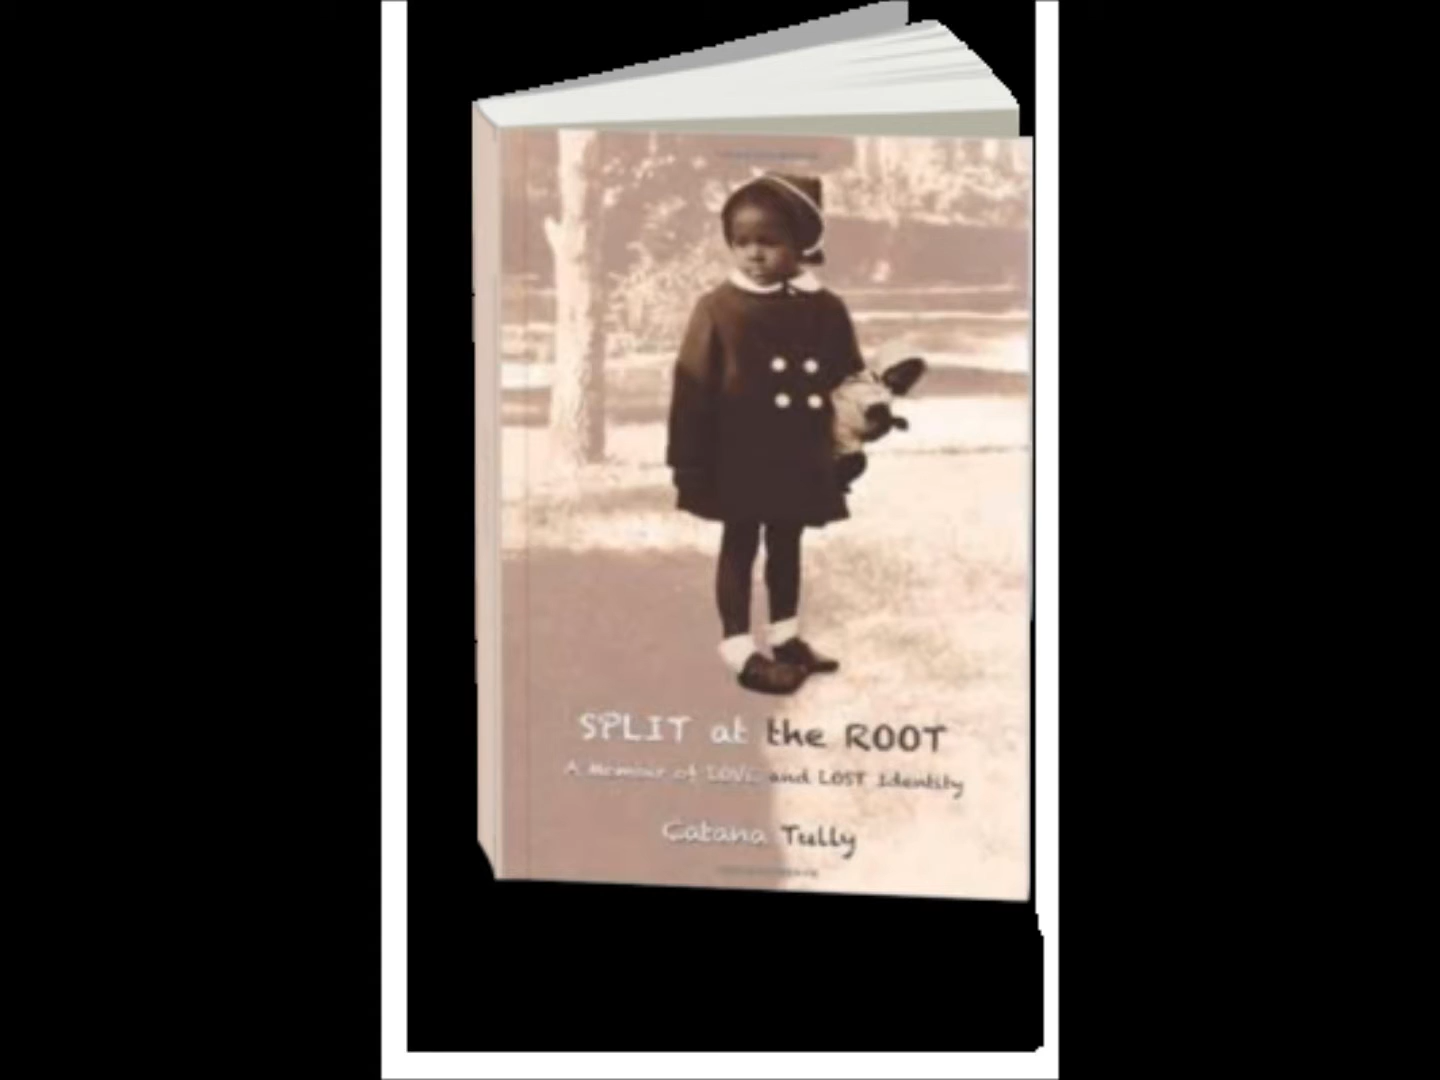 SPLIT at the ROOT
A Memoir of LOVE and LOST Identity
Catana Tully